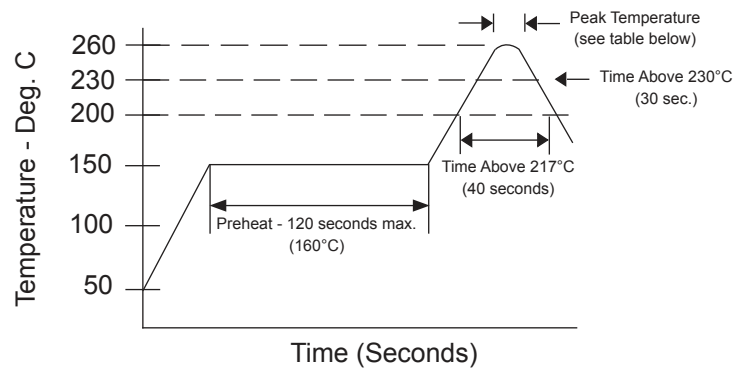 Temperature - Deg. C
260
230
200
150
100
50
Peak Temperature
(see table below)
Time Above 230°C
(30 sec.)
Time Above 217°C
(40 seconds)
Preheat - 120 seconds max.
(160°C)
Time (Seconds)